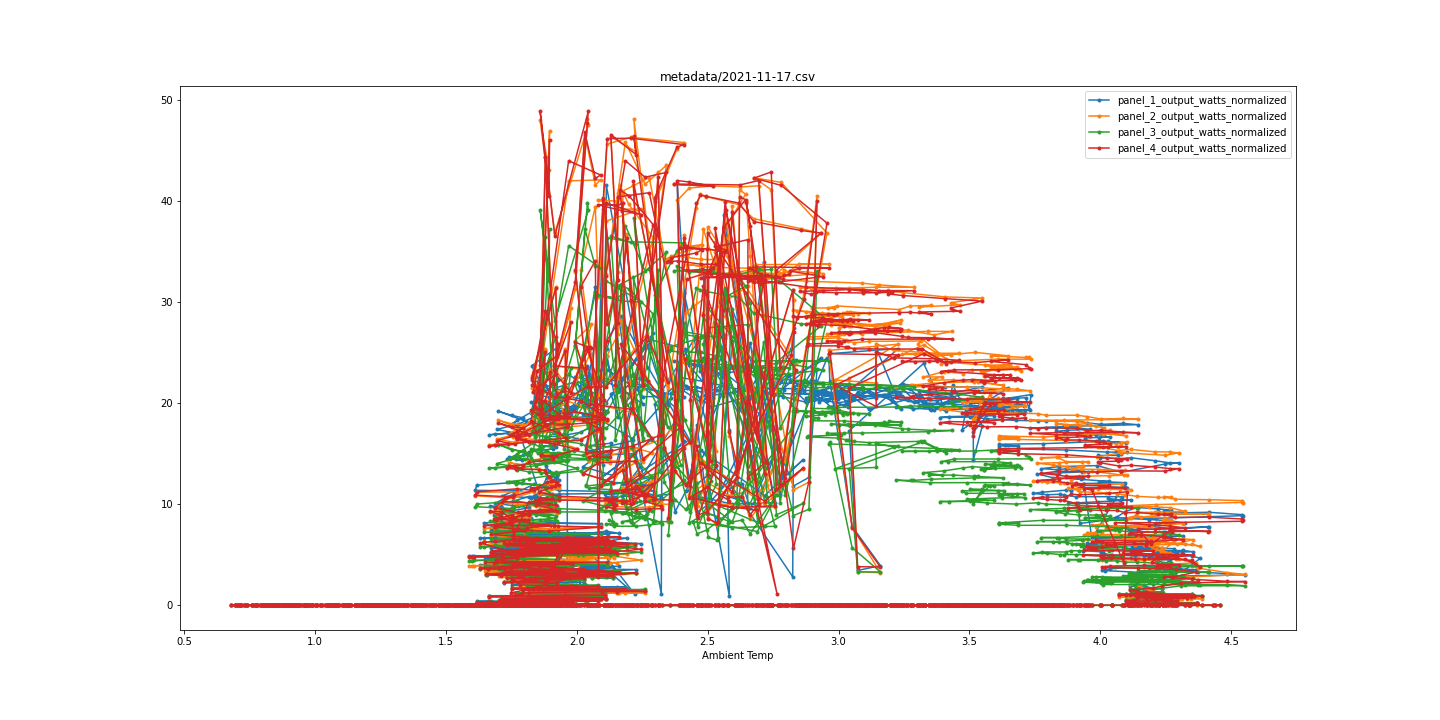 metadata/2021-11-17.csv
panel_1_output_watts_normalized
panel_2_output_watts_normalized
panel_3_output_watts_normalized
panel_4_output_watts_normalized
50
40
30
20
10
0
0.5 1.0 1.5 2.0 2.5 3.0 3.5 4.0 4.5
Ambient Temp